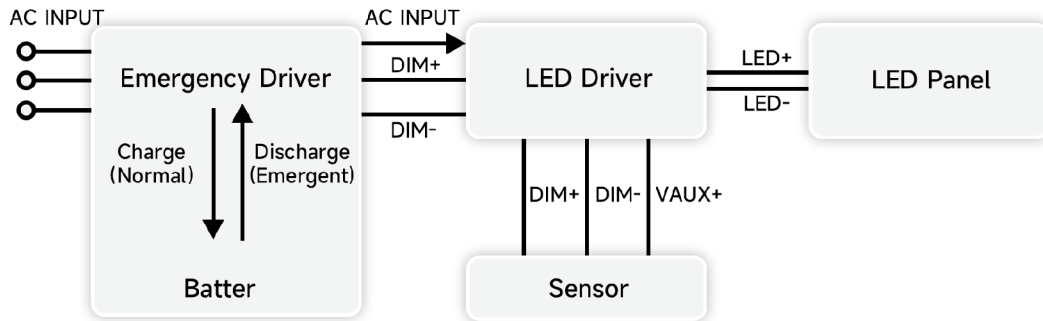 AC INPUT
AC INPUT
Emergency Driver
DIM+
DIM-
LED Driver
LED+
LED-
LED Panel
Charge
(Normal)
Discharge
(Emergent)
DIM+
DIM-
VAUX+
Batter
Sensor